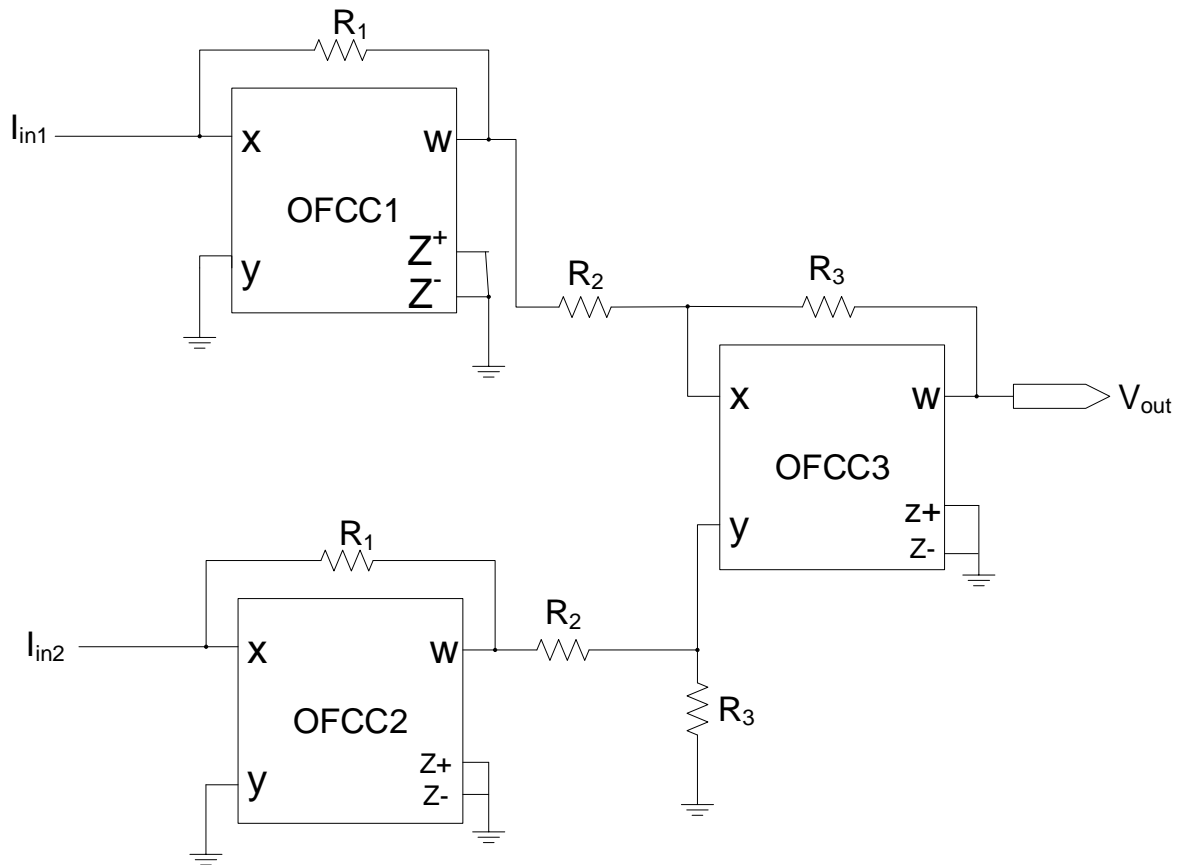 R1
Iin1
x
w
OFCC1
Z+
y
Z-
R2
R3
x
w
Vout
OFCC3
z+
y
Z-
R1
R2
Iin2
x
w
R3
OFCC2
Z+
y
Z-